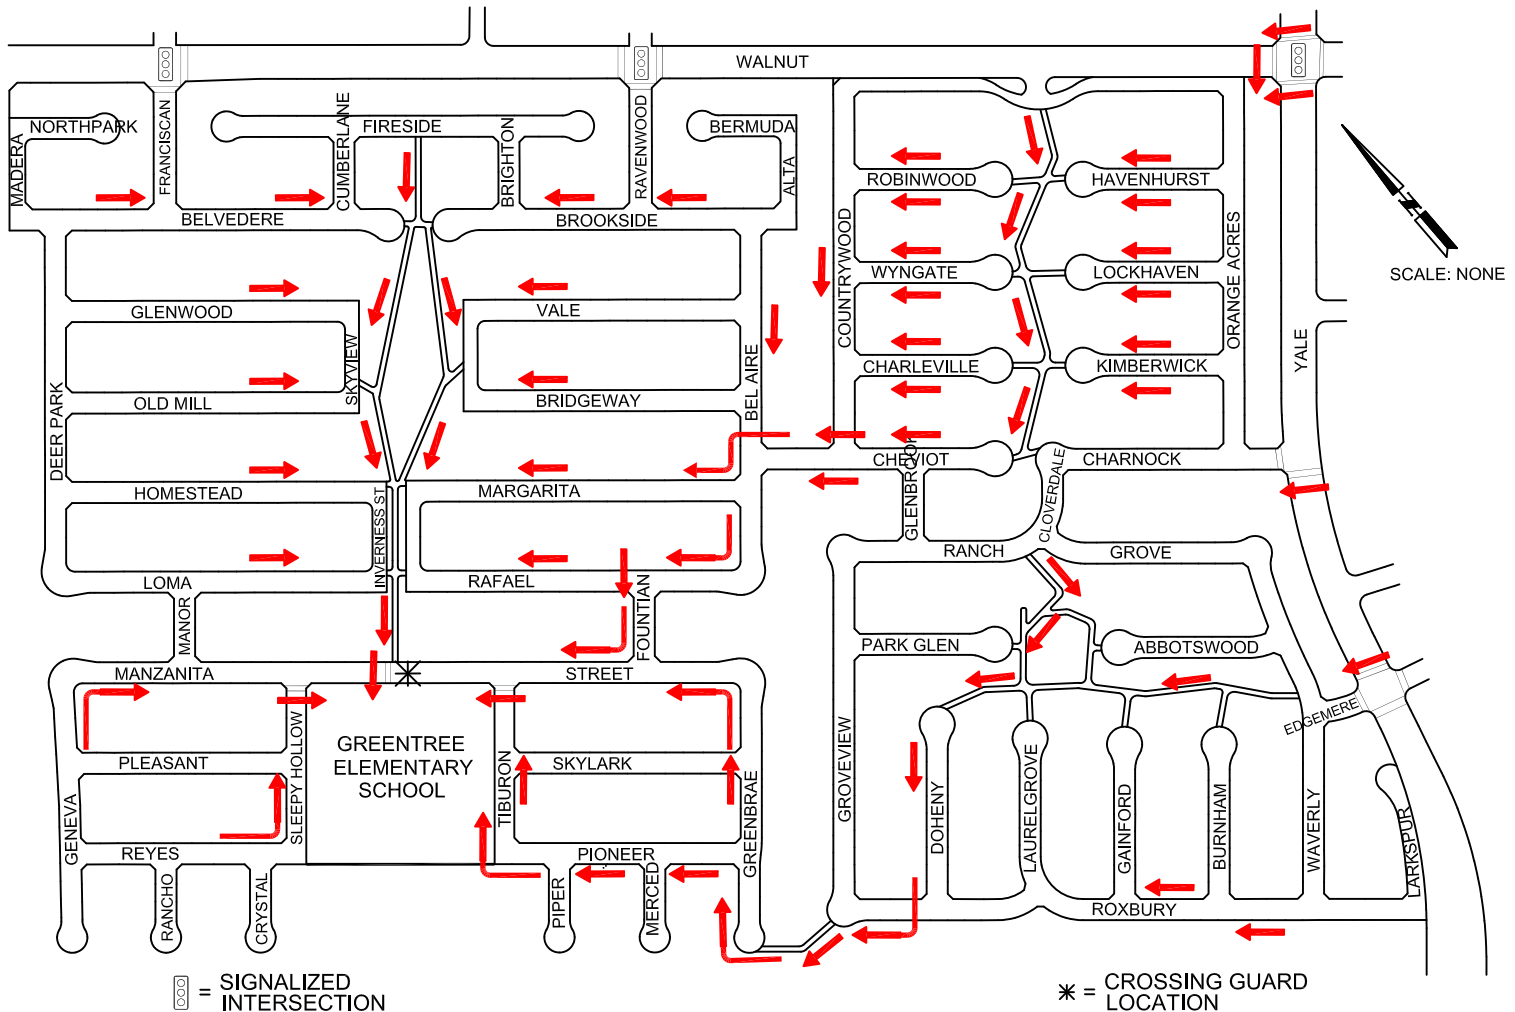 WALNUT
NORTHPARK
MADERA
FRANCISCAN
CUMBERLANE
FIRESIDE
BRIGHTON
RAVENWOOD
BERMUDA
ALTA
ROBINWOOD
HAVENHURST
BELVEDERE
BROOKSIDE
COUNTRYWOOD
ORANGE ACRES
WYNGATE
LOCKHAVEN
SCALE: NONE
GLENWOOD
VALE
SKYVIEW
YALE
CHARLEVILLE
KIMBERWICK
DEER PARK
BEL AIRE
OLD MILL
BRIDGEWAY
CHEVIOT
CHARNOCK
HOMESTEAD
MARGARITA
INVERNESS ST
GLENBROOK
CLOVERDALE
RANCH
GROVE
LOMA
RAFAEL
MANOR
FOUNTIAN
PARK GLEN
ABBOTSWOOD
MANZANITA
STREET
EDGEMERE
SLEEPY HOLLOW
GREENTREE
ELEMENTARY
SCHOOL
TIBURON
PLEASANT
SKYLARK
GENEVA
GREENBRAE
GROVEVIEW
DOHENY
LAURELGROVE
GAINFORD
BURNHAM
WAVERLY
LARKSPUR
REYES
PIONEER
RANCHO
CRYSTAL
PIPER
MERCED
ROXBURY
= SIGNALIZED
INTERSECTION
= CROSSING GUARD
LOCATION